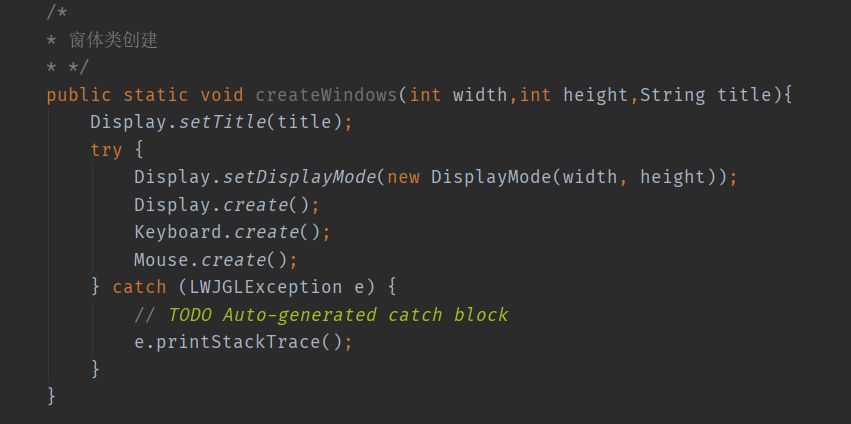 /*
* 窗体类创建
* */
public static void createWindows(int width,int height,String title){
Display.setTitle(title);
try {
Display.setDisplayMode(new DisplayMode(width, height));
Display.create();
Keyboard.create();
Mouse.create();
} catch (LWJGLException e) {
// TODO Auto-generated catch block
e.printStackTrace();
}
}